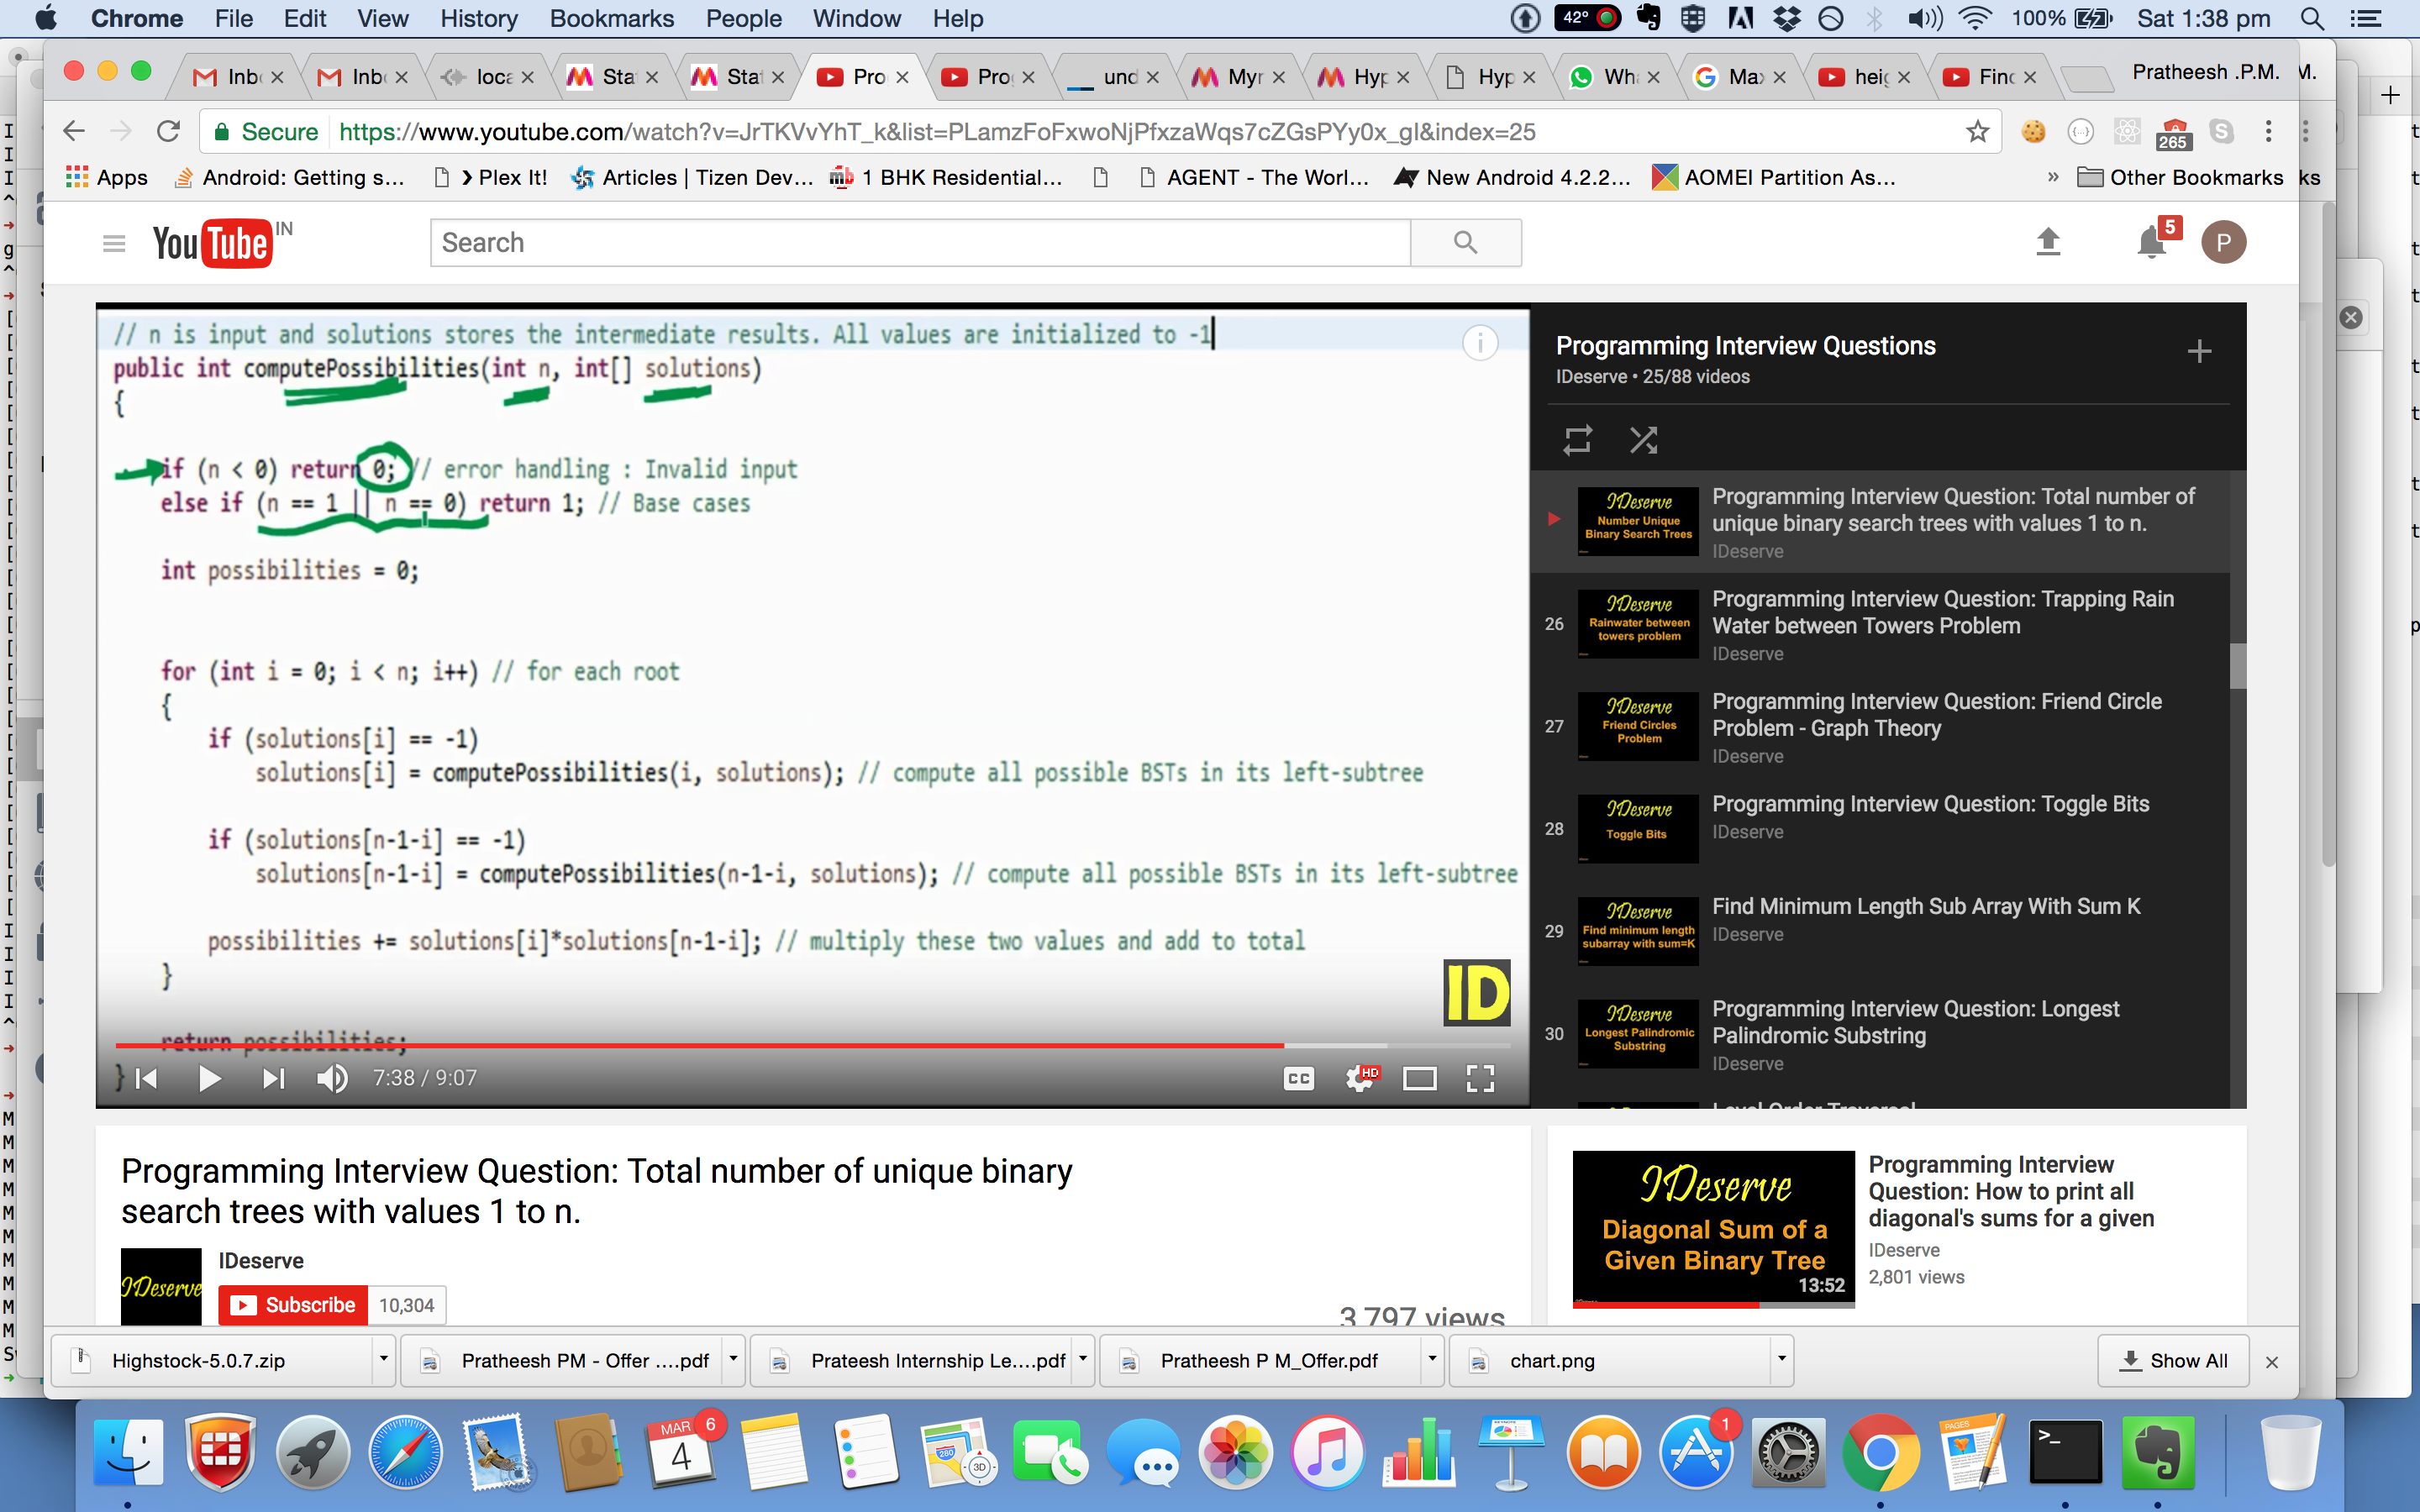 Chrome File Edit View History Bookmarks People Window Help 42° 100% Sat 1:38 pm
Inb Inb loca Sta Sta Pro Pro und Myr Hyp Hyp Wh Max heig Finc Pratheesh .P.M. M.
Secure https://www.youtube.com/watch?v=JrTKVvYhT_k&list=PLamzFoFxwoNjPfxzaWqs7cZGsPYy0x_gI&index=25 265
Apps Android: Getting s... Plex It! Articles | Tizen Dev... 1 BHK Residential... AGENT - The Worl... New Android 4.2.2... AOMEI Partition As... » Other Bookmarks ks
YouTube IN Search 5 P
// n is input and solutions stores the intermediate results. All values are initialized to -1
public int computePossibilities(int n, int[] solutions)
{
if (n < 0) return 0; // error handling : Invalid input
else if (n == 1 || n == 0) return 1; // Base cases
int possibilities = 0;
for (int i = 0; i < n; i++) // for each root
{
if (solutions[i] == -1)
solutions[i] = computePossibilities(i, solutions); // compute all possible BSTs in its left-subtree
if (solutions[n-1-i] == -1)
solutions[n-1-i] = computePossibilities(n-1-i, solutions); // compute all possible BSTs in its left-subtree
possibilities += solutions[i]*solutions[n-1-i]; // multiply these two values and add to total
}
ID
return possibilities;
}
7:38 / 9:07 CC HD
Programming Interview Questions
IDeserve • 25/88 videos
IDeserve
Number Unique
Binary Search Trees
Programming Interview Question: Total number of
unique binary search trees with values 1 to n.
IDeserve
26
IDeserve
Rainwater between
towers problem
Programming Interview Question: Trapping Rain
Water between Towers Problem
IDeserve
27
IDeserve
Friend Circles
Problem
Programming Interview Question: Friend Circle
Problem - Graph Theory
IDeserve
28
IDeserve
Toggle Bits
Programming Interview Question: Toggle Bits
IDeserve
29
IDeserve
Find minimum length
subarray with sum=K
Find Minimum Length Sub Array With Sum K
IDeserve
30
IDeserve
Longest Palindromic
Substring
Programming Interview Question: Longest
Palindromic Substring
IDeserve
Level Order Traversal
Programming Interview Question: Total number of unique binary
search trees with values 1 to n.
IDeserve
IDeserve
Subscribe 10,304
3,797 views
IDeserve
Diagonal Sum of a
Given Binary Tree
13:52
Programming Interview
Question: How to print all
diagonal's sums for a given
IDeserve
2,801 views
Highstock-5.0.7.zip Pratheesh PM - Offer ....pdf Prateesh Internship Le....pdf Pratheesh P M_Offer.pdf chart.png Show All
MAR 6
4
280
3D
KEYNOTE
1
PAGES
>_